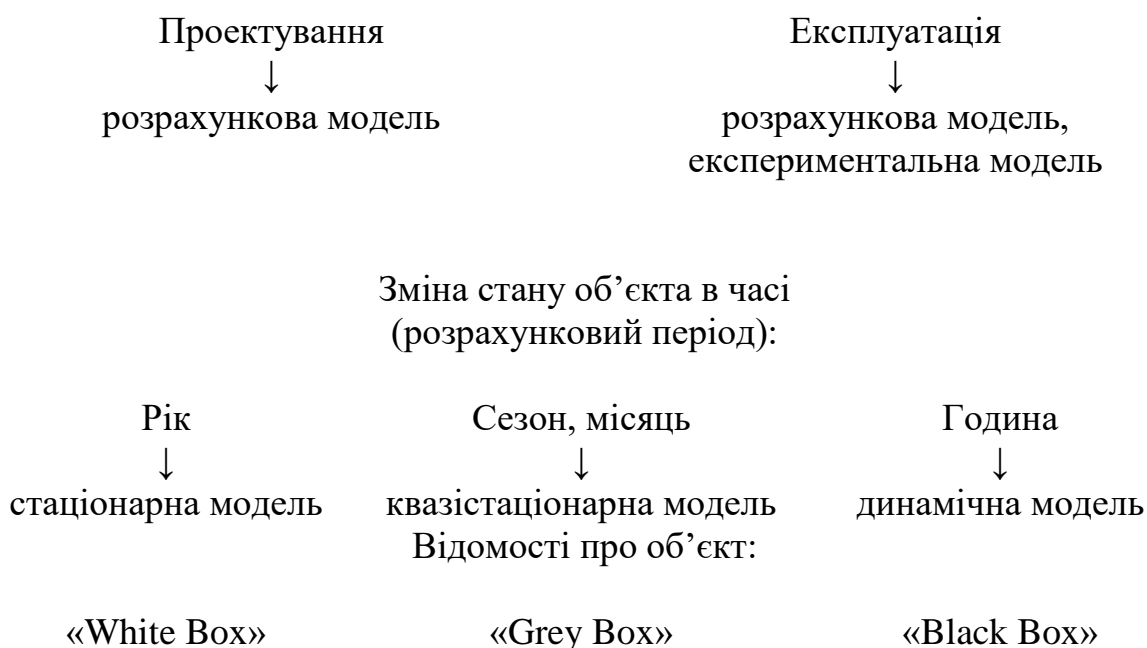 Проектування Експлуатація
↓ ↓
розрахункова модель розрахункова модель,
експериментальна модель
Зміна стану об’єкта в часі
(розрахунковий період):
Рік Сезон, місяць Година
↓ ↓ ↓
стаціонарна модель квазістаціонарна модель динамічна модель
Відомості про об’єкт:
«White Box» «Grey Box» «Black Box»